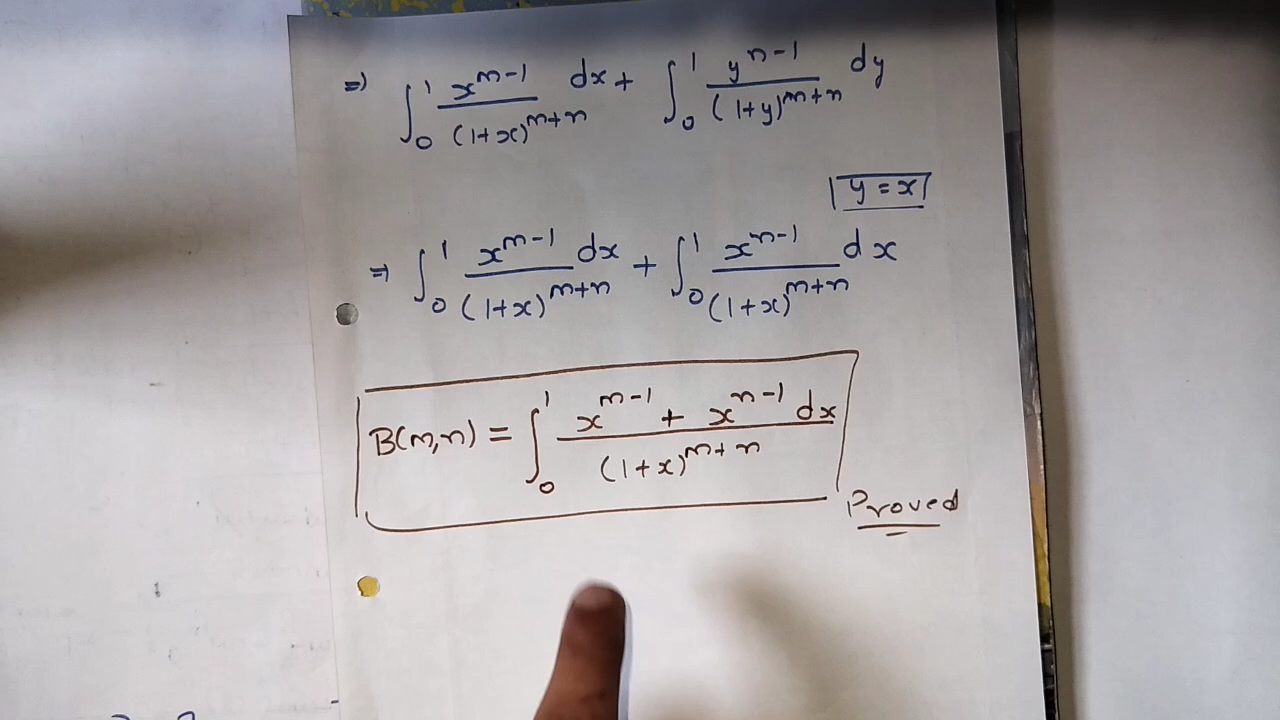 ⇒ ∫₀¹ x^{m-1}/(1+x)^{m+n} dx + ∫₀¹ y^{n-1}/(1+y)^{m+n} dy
y = x
⇒ ∫₀¹ x^{m-1}/(1+x)^{m+n} dx + ∫₀¹ x^{n-1}/(1+x)^{m+n} dx
B(m,n) = ∫₀¹ x^{m-1} + x^{n-1}/(1+x)^{m+n} dx
Proved